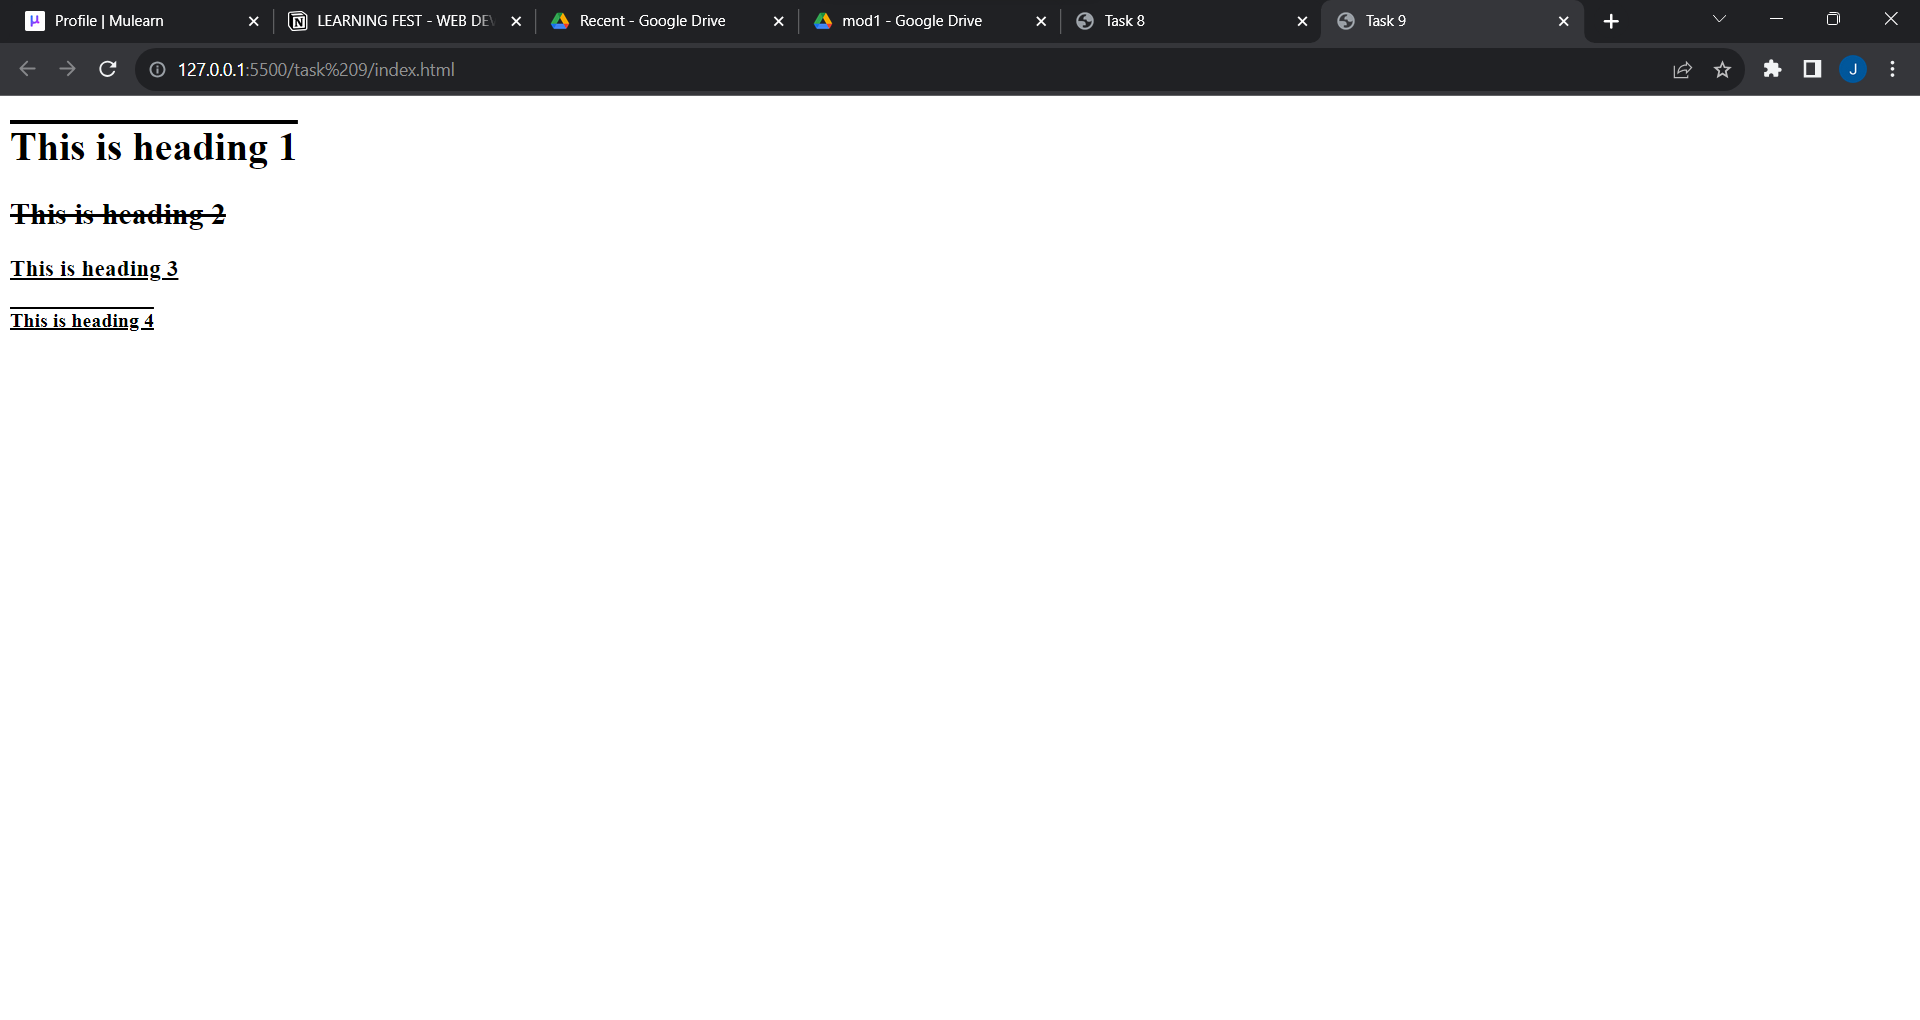 Profile | Mulearn
LEARNING FEST - WEB DE
Recent - Google Drive
mod1 - Google Drive
Task 8
Task 9
127.0.0.1:5500/task%209/index.html
J
This is heading 1
This is heading 2
This is heading 3
This is heading 4